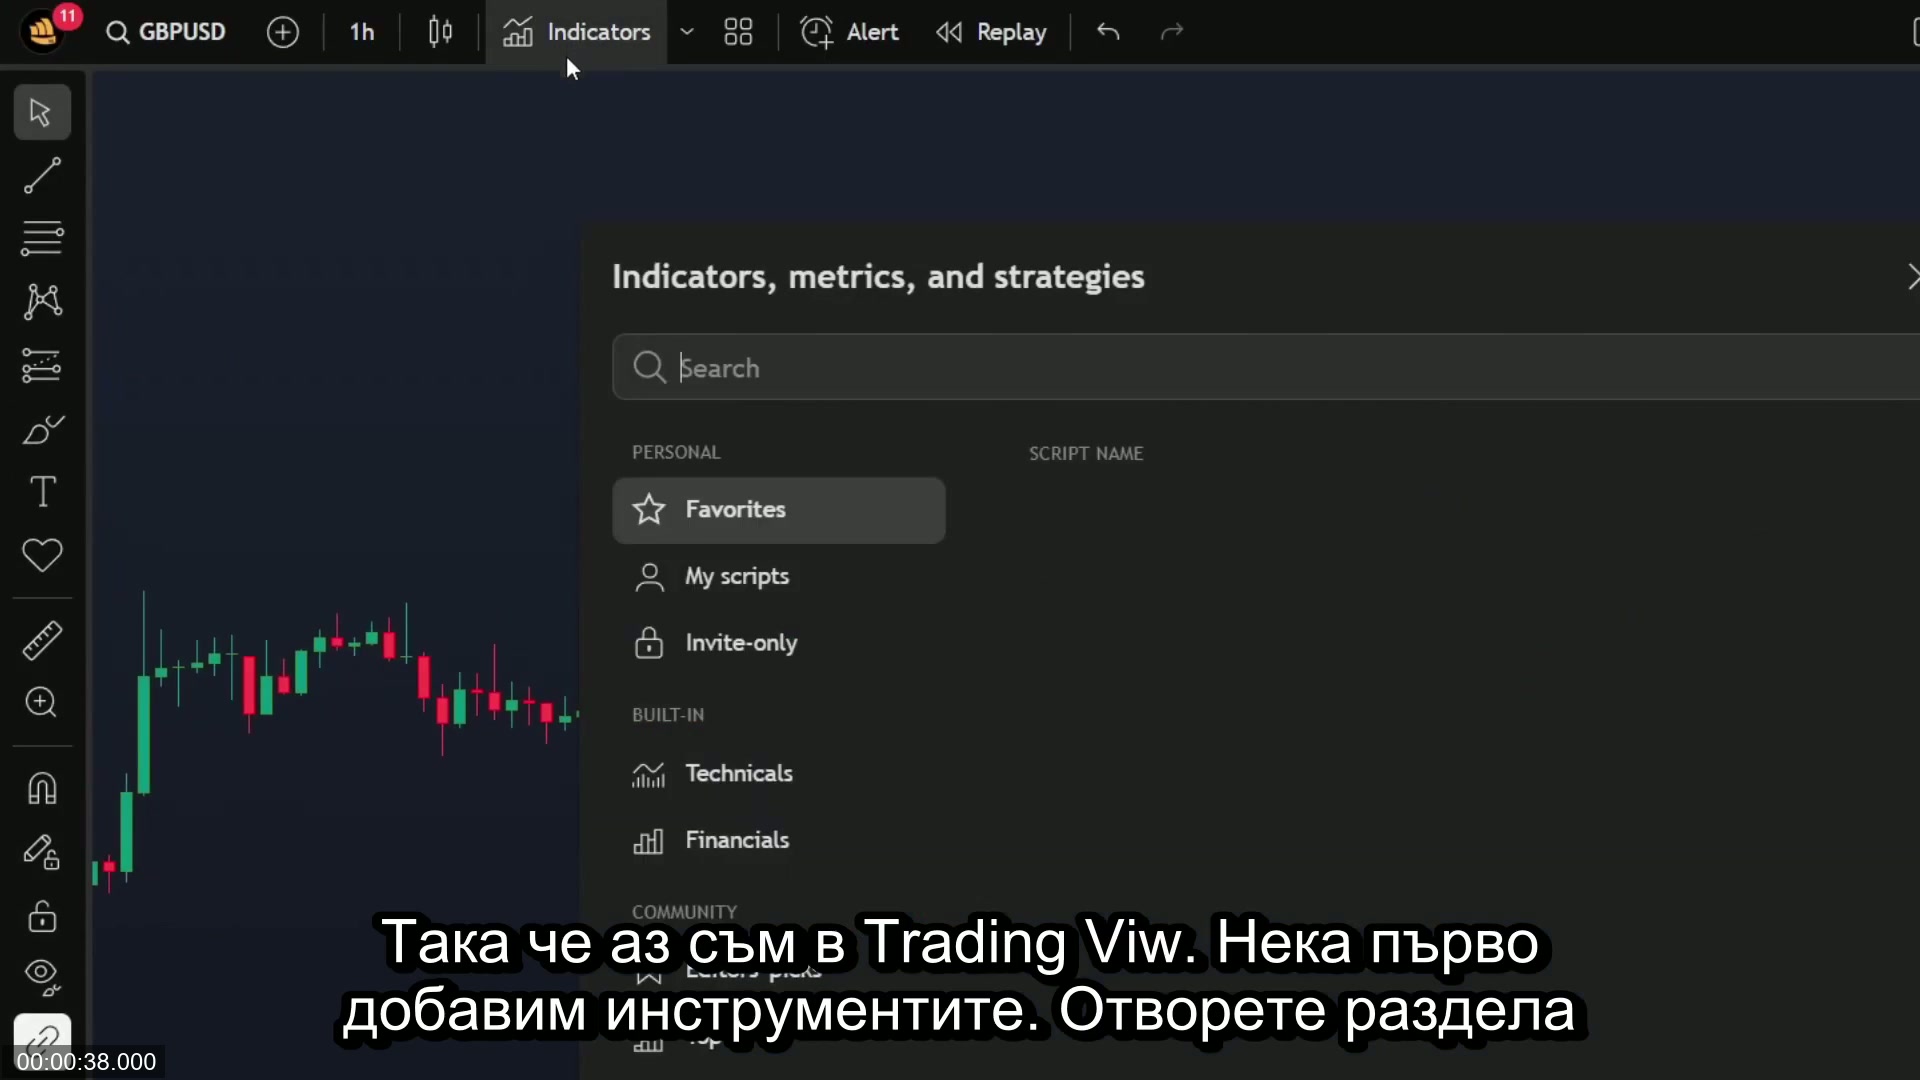 11
GBPUSD
1h
Indicators
Alert
Replay
Indicators, metrics, and strategies
Search
PERSONAL
SCRIPT NAME
Favorites
My scripts
Invite-only
BUILT-IN
Technicals
Financials
COMMUNITY
Editors' picks
Така че аз съм в Trading Viw. Нека първо
добавим инструментите. Отворете раздела
00:00:38.000